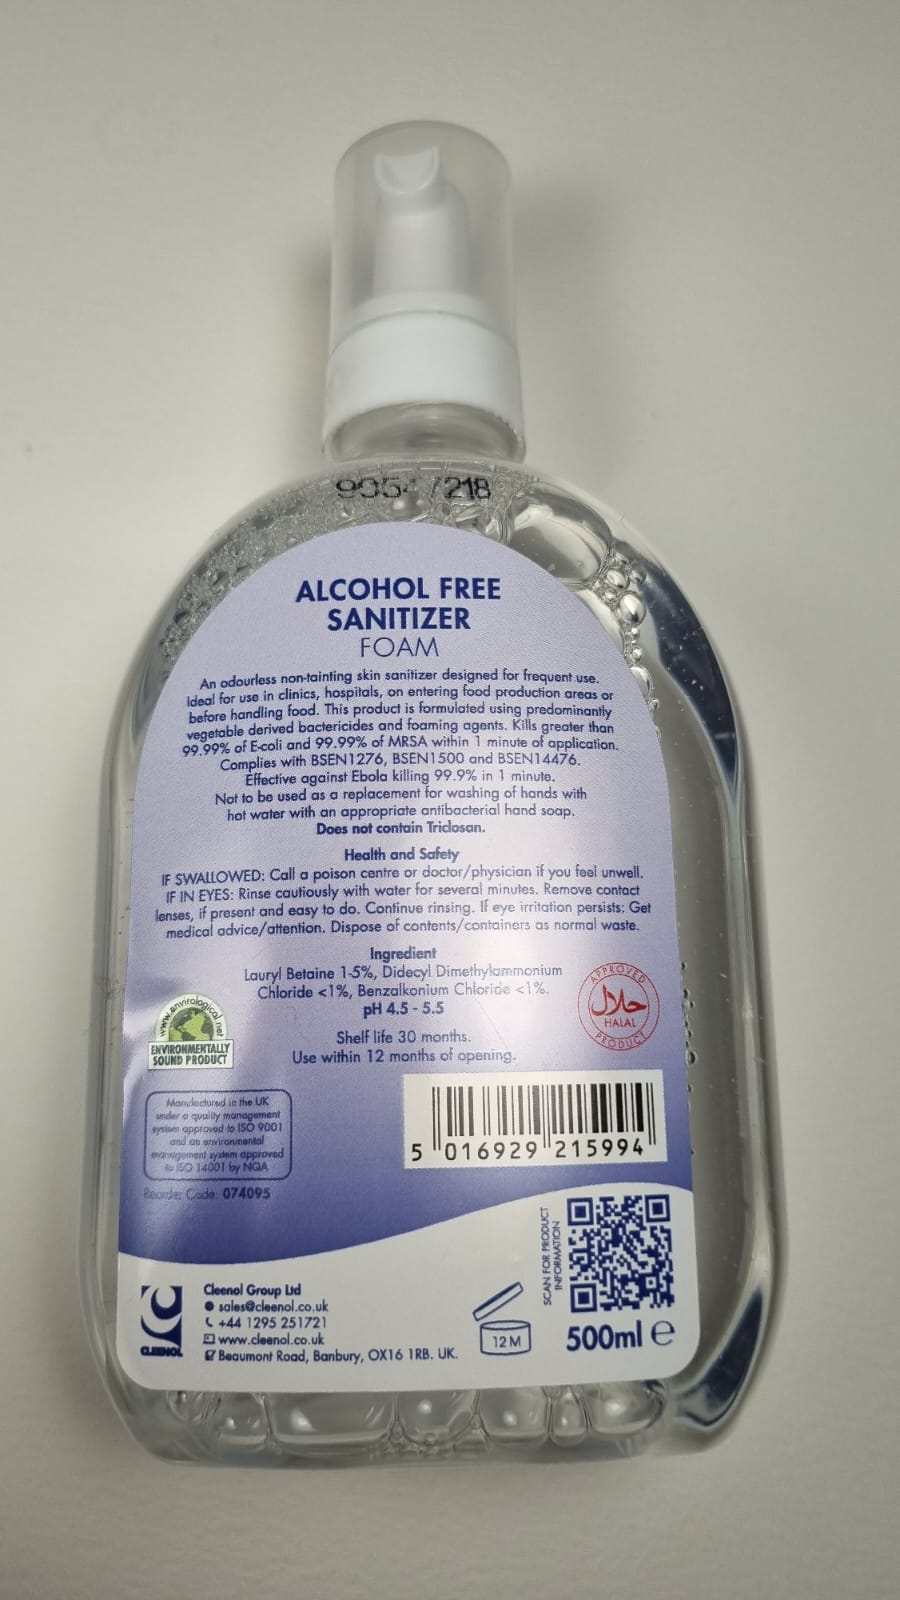 9054 /218
ALCOHOL FREE
SANITIZER
FOAM
An odourless non-tainting skin sanitizer designed for frequent use.
Ideal for use in clinics, hospitals, on entering food production areas or
before handling food. This product is formulated using predominantly
vegetable derived bactericides and foaming agents. Kills greater than
99.99% of E-coli and 99.99% of MRSA within 1 minute of application.
Complies with BSEN1276, BSEN1500 and BSEN14476.
Effective against Ebola killing 99.9% in 1 minute.
Not to be used as a replacement for washing of hands with
hot water with an appropriate antibacterial hand soap.
Does not contain Triclosan.
Health and Safety
IF SWALLOWED: Call a poison centre or doctor/physician if you feel unwell.
IF IN EYES: Rinse cautiously with water for several minutes. Remove contact
lenses, if present and easy to do. Continue rinsing. If eye irritation persists: Get
medical advice/attention. Dispose of contents/containers as normal waste.
Ingredient
Lauryl Betaine 1-5%, Didecyl Dimethylammonium
Chloride <1%, Benzalkonium Chloride <1%.
pH 4.5 - 5.5
Shelf life 30 months.
Use within 12 months of opening.
www.envirological.net
ENVIRONMENTALLY
SOUND PRODUCT
APPROVED
حلال
HALAL
PRODUCT
Manufactured in the UK
under a quality management
system approved to ISO 9001
and an environmental
management system approved
to ISO 14001 by NQA
Reorder Code 074095
5 016929 215994
SCAN FOR PRODUCT
INFORMATION
CLEENOL
Cleenol Group Ltd
sales@cleenol.co.uk
+44 1295 251721
www.cleenol.co.uk
Beaumont Road, Banbury, OX16 1RB. UK.
12M
500ml e